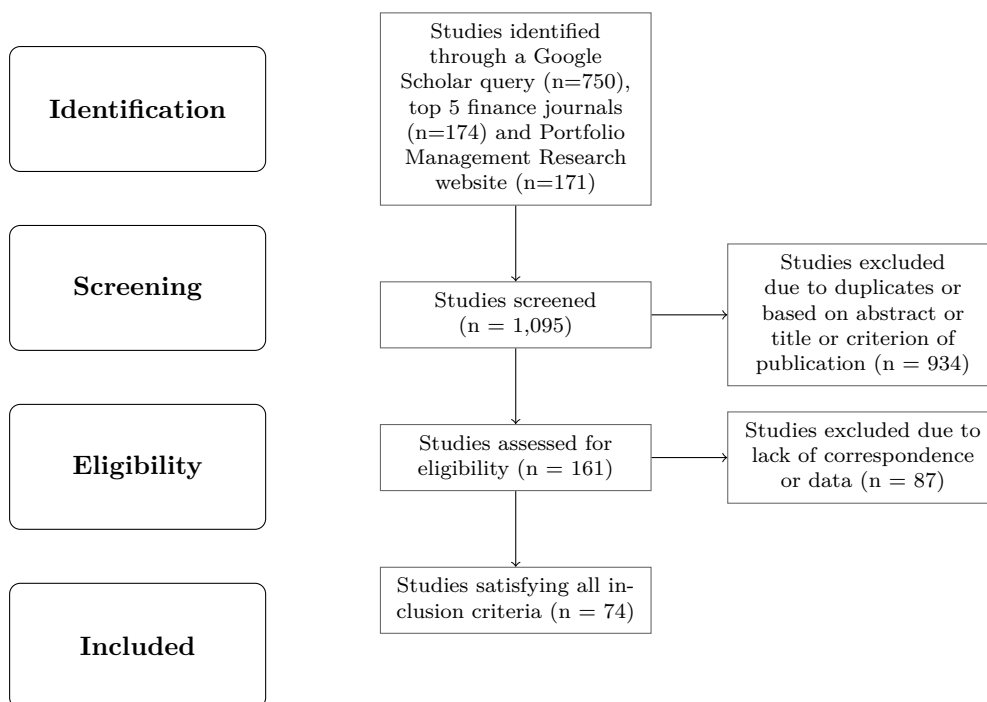 Identification
Studies identified
through a Google
Scholar query (n=750),
top 5 finance journals
(n=174) and Portfolio
Management Research
website (n=171)
Screening
Studies screened
(n = 1,095)
Studies excluded
due to duplicates or
based on abstract or
title or criterion of
publication (n = 934)
Eligibility
Studies assessed for
eligibility (n = 161)
Studies excluded due to
lack of correspondence
or data (n = 87)
Included
Studies satisfying all in-
clusion criteria (n = 74)